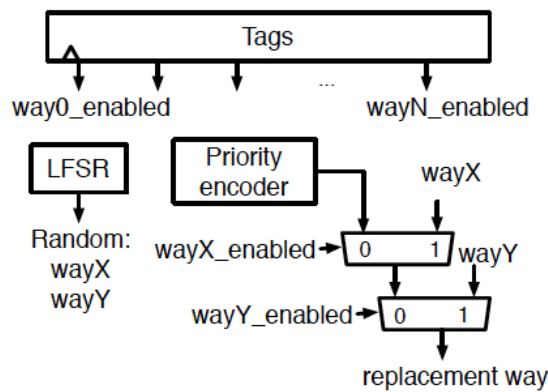 Tags
...
way0_enabled
wayN_enabled
LFSR
Priority
encoder
wayX
Random:
wayX
wayY
wayX_enabled
0 1
wayY
wayY_enabled
0 1
replacement way